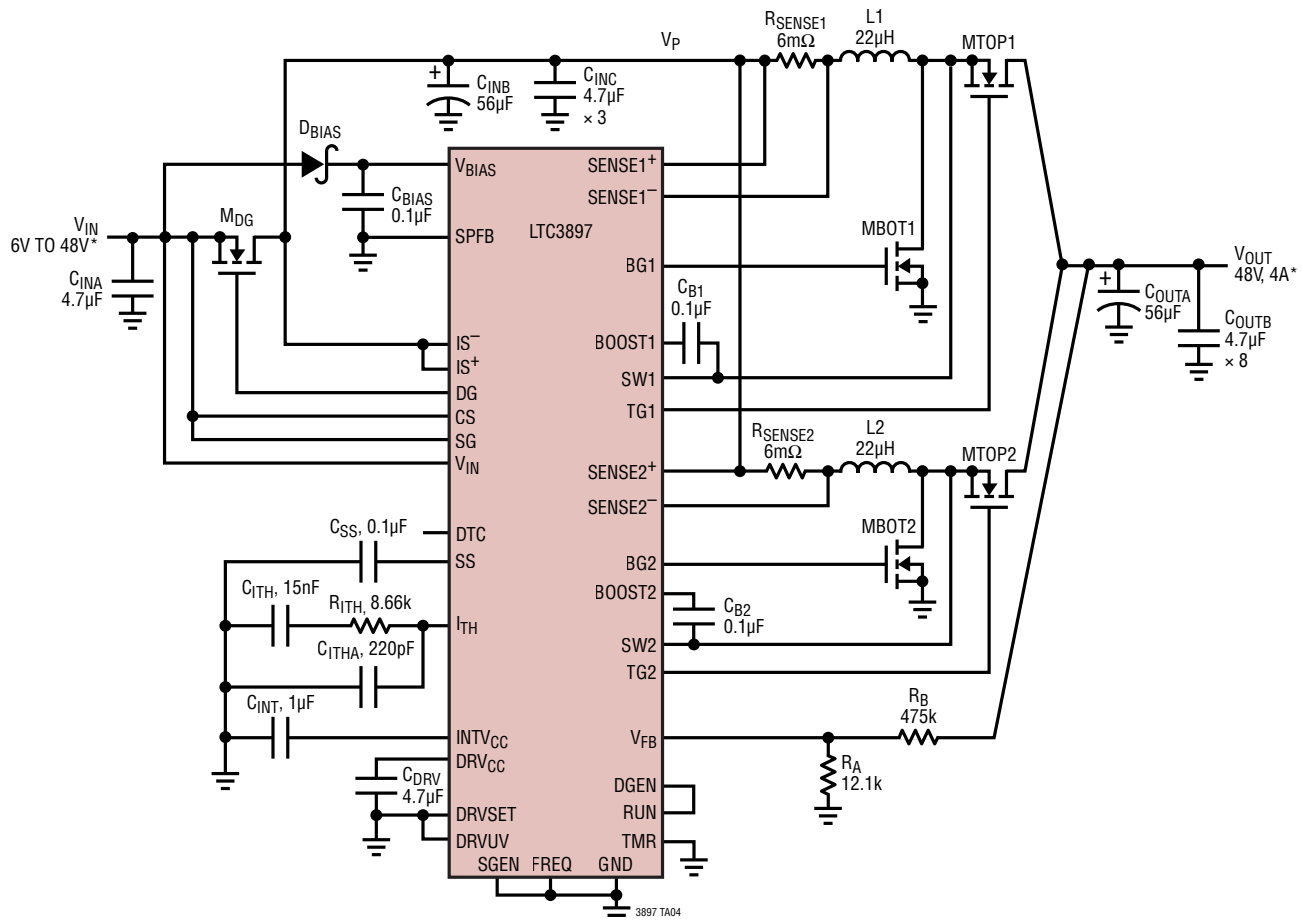 RSENSE1
6mΩ
L1
22µH
VP
MTOP1
+
CINB
56µF
CINC
4.7µF
× 3
DBIAS
VBIAS
SENSE1+
CBIAS
0.1µF
SENSE1−
VIN
6V TO 48V*
MDG
SPFB
LTC3897
MBOT1
CINA
4.7µF
BG1
VOUT
48V, 4A*
+
COUTA
56µF
CB1
0.1µF
COUTB
4.7µF
× 8
IS−
BOOST1
IS+
SW1
DG
CS
TG1
SG
VIN
RSENSE2
6mΩ
L2
22µH
MTOP2
SENSE2+
SENSE2−
CSS, 0.1µF
DTC
MBOT2
SS
BG2
CITH, 15nF
RITH, 8.66k
BOOST2
CB2
0.1µF
ITH
SW2
CITHA, 220pF
TG2
CINT, 1µF
RB
475k
INTVCC
VFB
DRVCC
RA
12.1k
CDRV
4.7µF
DGEN
RUN
DRVSET
DRVUV
TMR
SGEN FREQ GND
3897 TA04